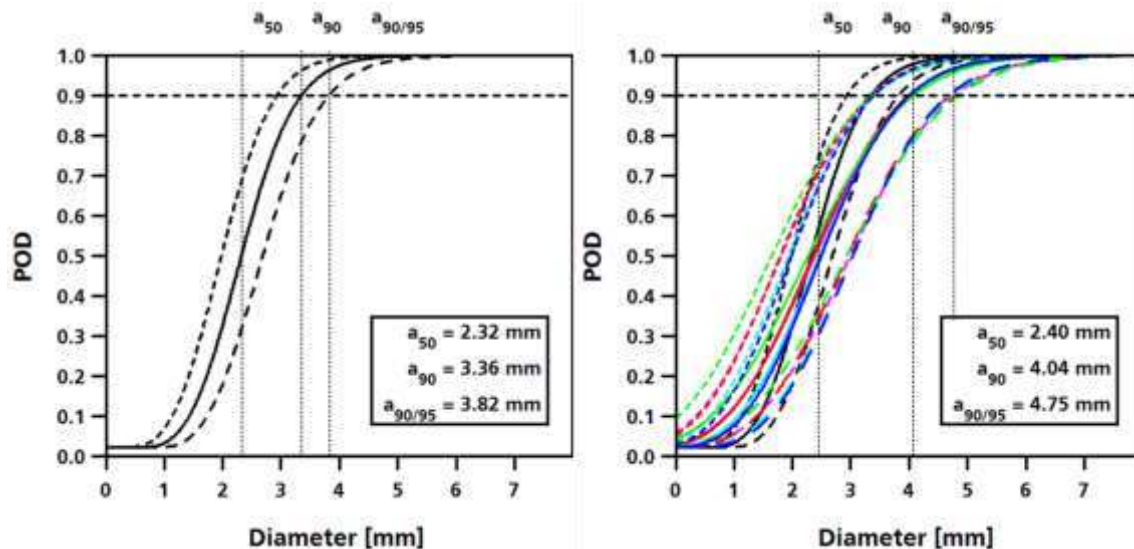 a50 a90 a90/95
1.0
0.9
0.8
0.7
0.6
0.5
0.4
0.3
0.2
0.1
0.0
POD
a50 = 2.32 mm
a90 = 3.36 mm
a90/95 = 3.82 mm
0 1 2 3 4 5 6 7
Diameter [mm]
a50 a90 a90/95
1.0
0.9
0.8
0.7
0.6
0.5
0.4
0.3
0.2
0.1
0.0
POD
a50 = 2.40 mm
a90 = 4.04 mm
a90/95 = 4.75 mm
0 1 2 3 4 5 6 7
Diameter [mm]